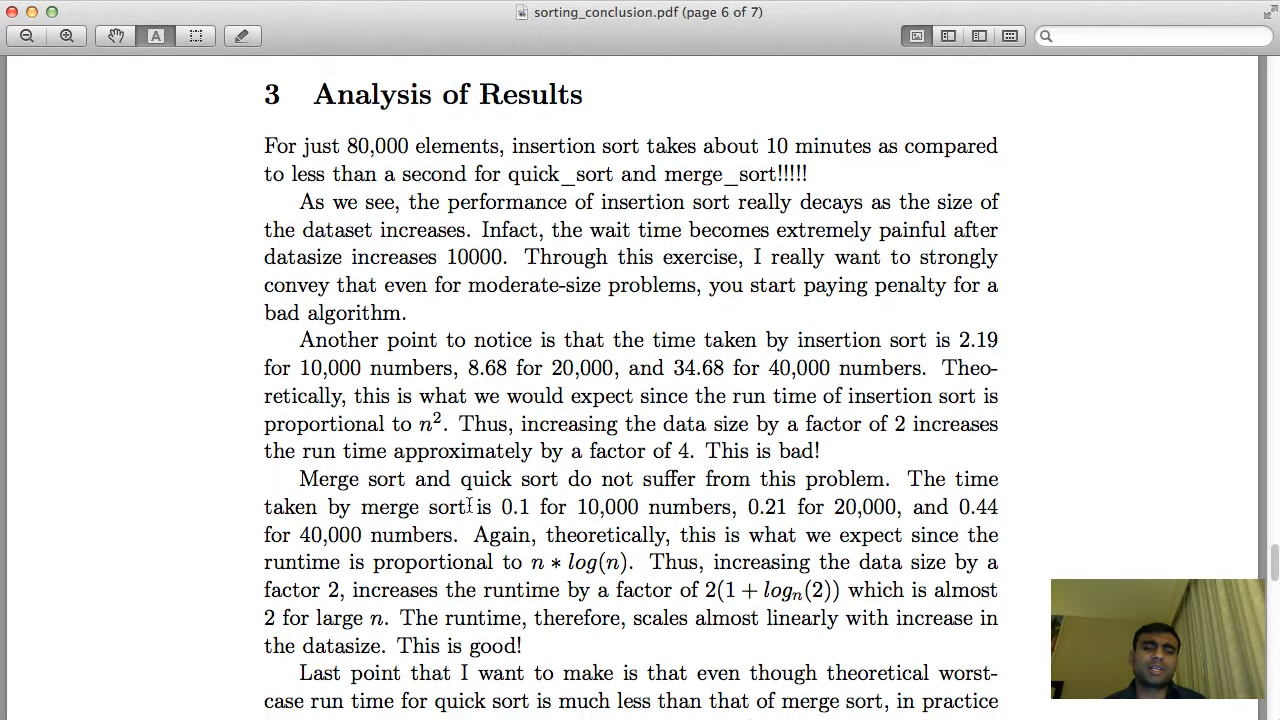 sorting_conclusion.pdf (page 6 of 7)
A
3 Analysis of Results
For just 80,000 elements, insertion sort takes about 10 minutes as compared
to less than a second for quick_sort and merge_sort!!!!!
As we see, the performance of insertion sort really decays as the size of
the dataset increases. Infact, the wait time becomes extremely painful after
datasize increases 10000. Through this exercise, I really want to strongly
convey that even for moderate-size problems, you start paying penalty for a
bad algorithm.
Another point to notice is that the time taken by insertion sort is 2.19
for 10,000 numbers, 8.68 for 20,000, and 34.68 for 40,000 numbers. Theo-
retically, this is what we would expect since the run time of insertion sort is
proportional to n². Thus, increasing the data size by a factor of 2 increases
the run time approximately by a factor of 4. This is bad!
Merge sort and quick sort do not suffer from this problem. The time
taken by merge sort is 0.1 for 10,000 numbers, 0.21 for 20,000, and 0.44
for 40,000 numbers. Again, theoretically, this is what we expect since the
runtime is proportional to n * log(n). Thus, increasing the data size by a
factor 2, increases the runtime by a factor of 2(1 + logₙ(2)) which is almost
2 for large n. The runtime, therefore, scales almost linearly with increase in
the datasize. This is good!
Last point that I want to make is that even though theoretical worst-
case run time for quick sort is much less than that of merge sort, in practice